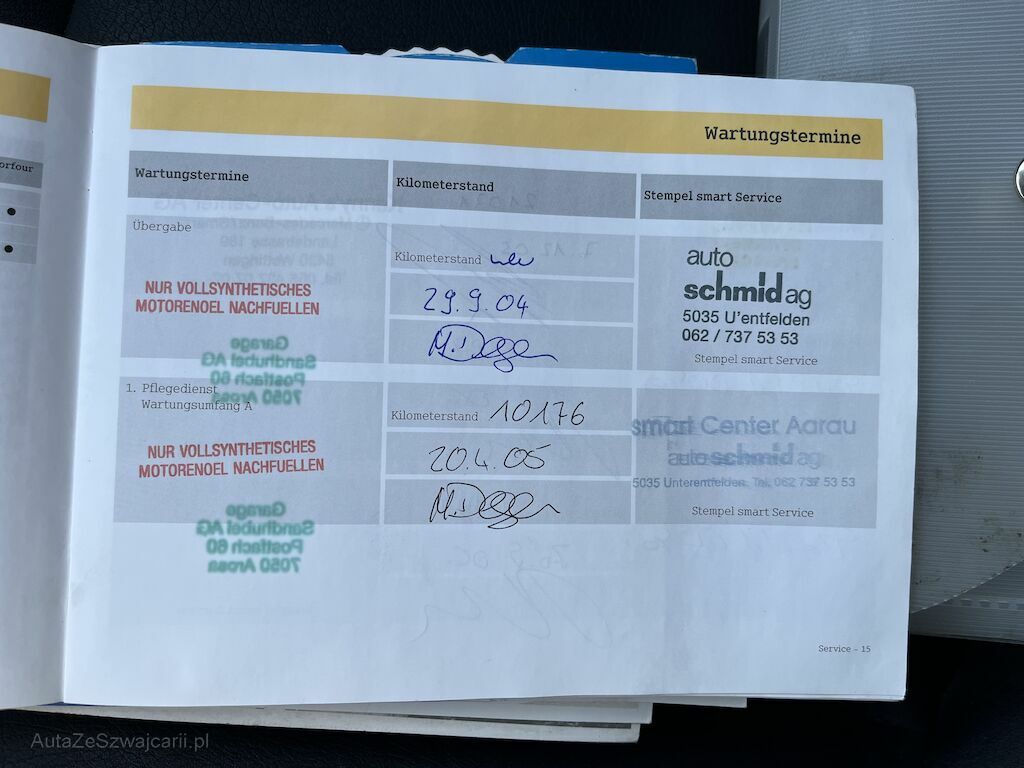 orfour
Wartungstermine
Wartungstermine
Kilometerstand
Stempel smart Service
Übergabe
Kilometerstand
NUR VOLLSYNTHETISCHES
MOTORENOEL NACHFUELLEN
29.9.04
auto
schmid ag
5035 U'entfelden
062 / 737 53 53
Stempel smart Service
Garage
Sandhubel AG
Postfach 60
7050 Arosa
1. Pflegedienst
Wartungsumfang A
Kilometerstand 10176
NUR VOLLSYNTHETISCHES
MOTORENOEL NACHFUELLEN
20.4.05
smart Center Aarau
auto schmid ag
5035 Unterentfelden Tel. 062 737 53 53
Stempel smart Service
Garage
Sandhubel AG
Postfach 60
7050 Arosa
Service - 15
AutaZeSzwajcarii.pl